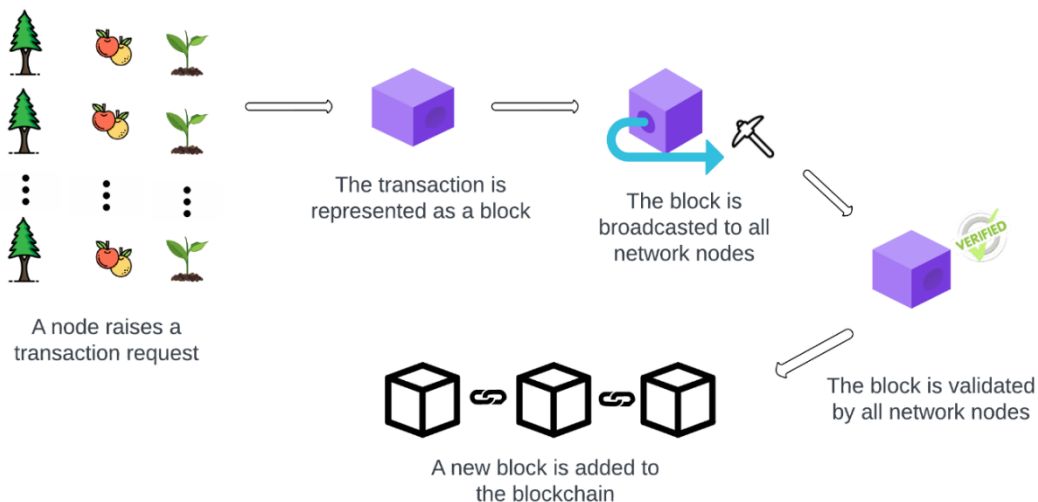 A node raises a
transaction request
The transaction is
represented as a block
The block is
broadcasted to all
network nodes
VERIFIED
The block is validated
by all network nodes
A new block is added to
the blockchain